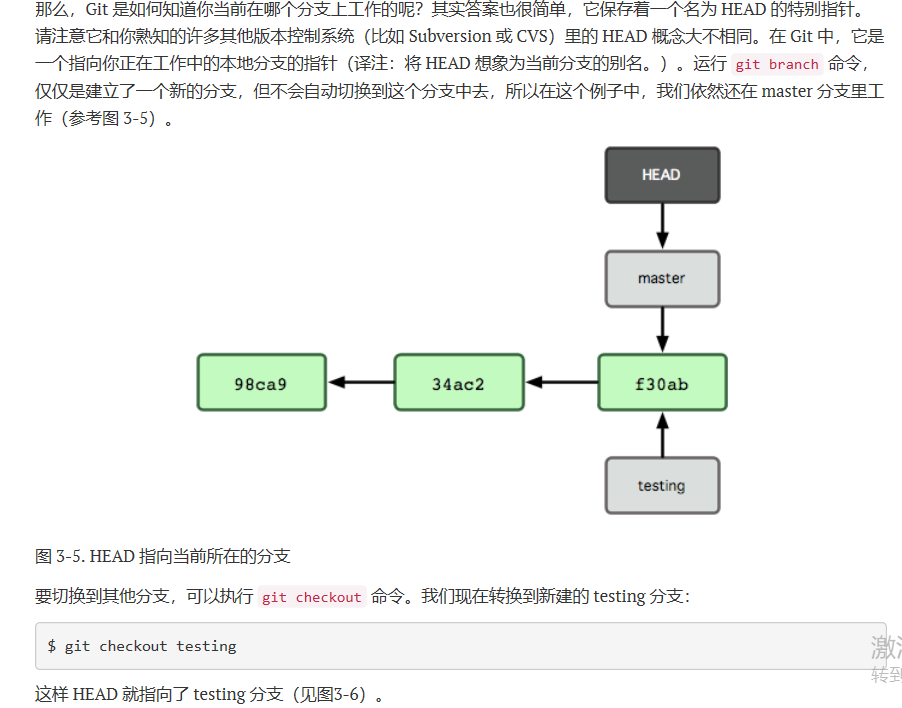 那么，Git 是如何知道你当前在哪个分支上工作的呢？其实答案也很简单，它保存着一个名为 HEAD 的特别指针。
请注意它和你熟知的许多其他版本控制系统（比如 Subversion 或 CVS）里的 HEAD 概念大不相同。在 Git 中，它是
一个指向你正在工作中的本地分支的指针（译注：将 HEAD 想象为当前分支的别名。）。运行 git branch 命令，
仅仅是建立了一个新的分支，但不会自动切换到这个分支中去，所以在这个例子中，我们依然还在 master 分支里工
作（参考图 3-5）。
HEAD
master
98ca9 34ac2 f30ab
testing
图 3-5. HEAD 指向当前所在的分支
要切换到其他分支，可以执行 git checkout 命令。我们现在转换到新建的 testing 分支：
$ git checkout testing
激
转到
这样 HEAD 就指向了 testing 分支（见图3-6）。